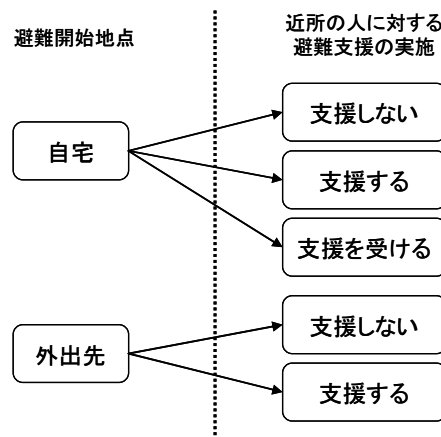 避難開始地点
近所の人に対する
避難支援の実施
自宅
支援しない
支援する
支援を受ける
外出先
支援しない
支援する